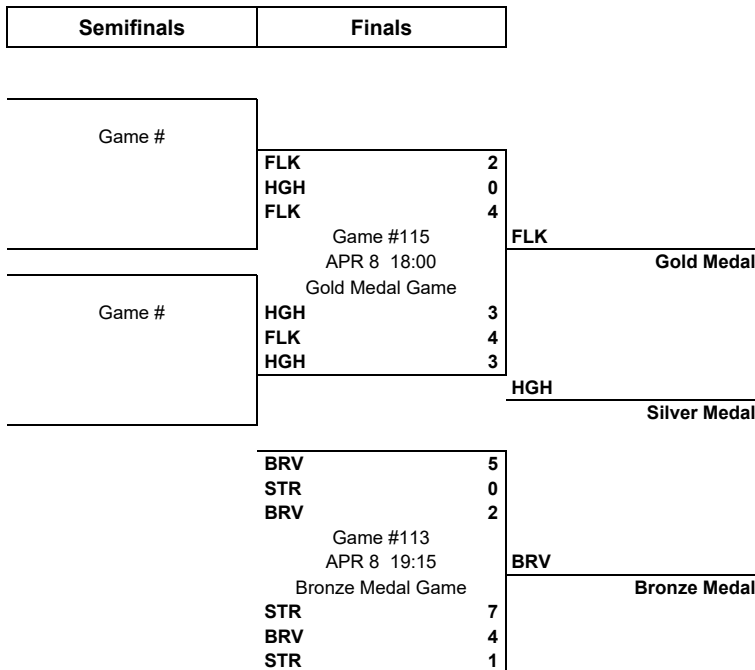 Semifinals Finals
Game #
FLK 2
HGH 0
FLK 4
Game #115
APR 8 18:00
Gold Medal Game
FLK
Gold Medal
Game #
HGH 3
FLK 4
HGH 3
HGH
Silver Medal
BRV 5
STR 0
BRV 2
Game #113
APR 8 19:15
Bronze Medal Game
BRV
Bronze Medal
STR 7
BRV 4
STR 1